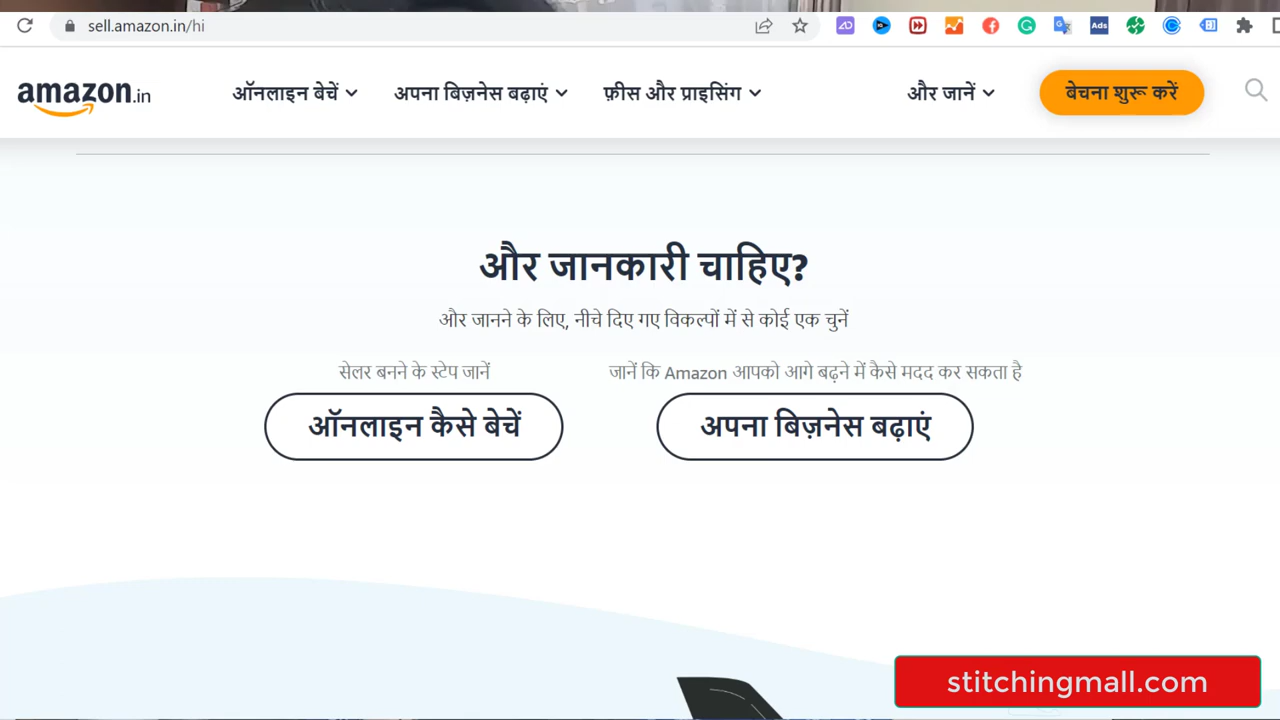 sell.amazon.in/hi
Ads
amazon.in
ऑनलाइन बेचें
अपना बिज़नेस बढ़ाएं
फ़ीस और प्राइसिंग
और जानें
बेचना शुरू करें
और जानकारी चाहिए?
और जानने के लिए, नीचे दिए गए विकल्पों में से कोई एक चुनें
सेलर बनने के स्टेप जानें
ऑनलाइन कैसे बेचें
जानें कि Amazon आपको आगे बढ़ने में कैसे मदद कर सकता है
अपना बिज़नेस बढ़ाएं
stitchingmall.com